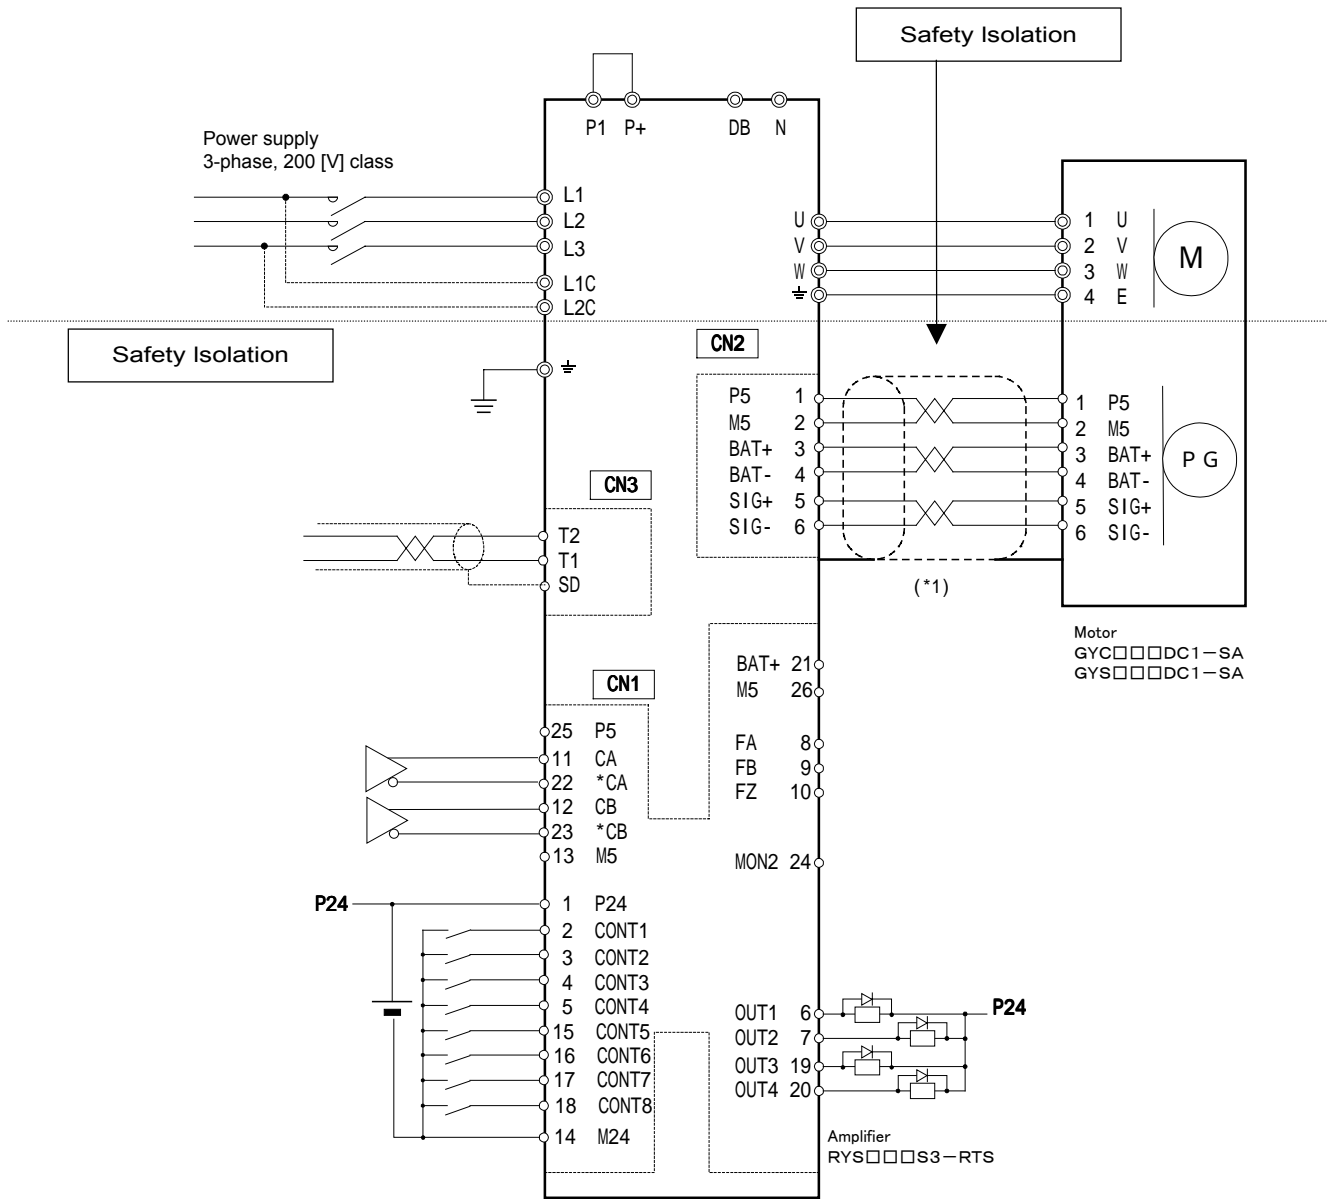 Safety Isolation
P1 P+ DB N
Power supply
3-phase, 200 [V] class
L1
L2
L3
L1C
L2C
U
V
W
1 U
2 V
3 W
4 E
M
Safety Isolation
CN2
P5 1
M5 2
BAT+ 3
BAT- 4
SIG+ 5
SIG- 6
1 P5
2 M5
3 BAT+
4 BAT-
5 SIG+
6 SIG-
P G
(*1)
CN3
T2
T1
SD
Motor
GYC□□□DC1-SA
GYS□□□DC1-SA
CN1
BAT+ 21
M5 26
FA 8
FB 9
FZ 10
MON2 24
25 P5
11 CA
22 *CA
12 CB
23 *CB
13 M5
P24
1 P24
2 CONT1
3 CONT2
4 CONT3
5 CONT4
15 CONT5
16 CONT6
17 CONT7
18 CONT8
14 M24
OUT1 6
OUT2 7
OUT3 19
OUT4 20
P24
Amplifier
RYS□□□S3-RTS